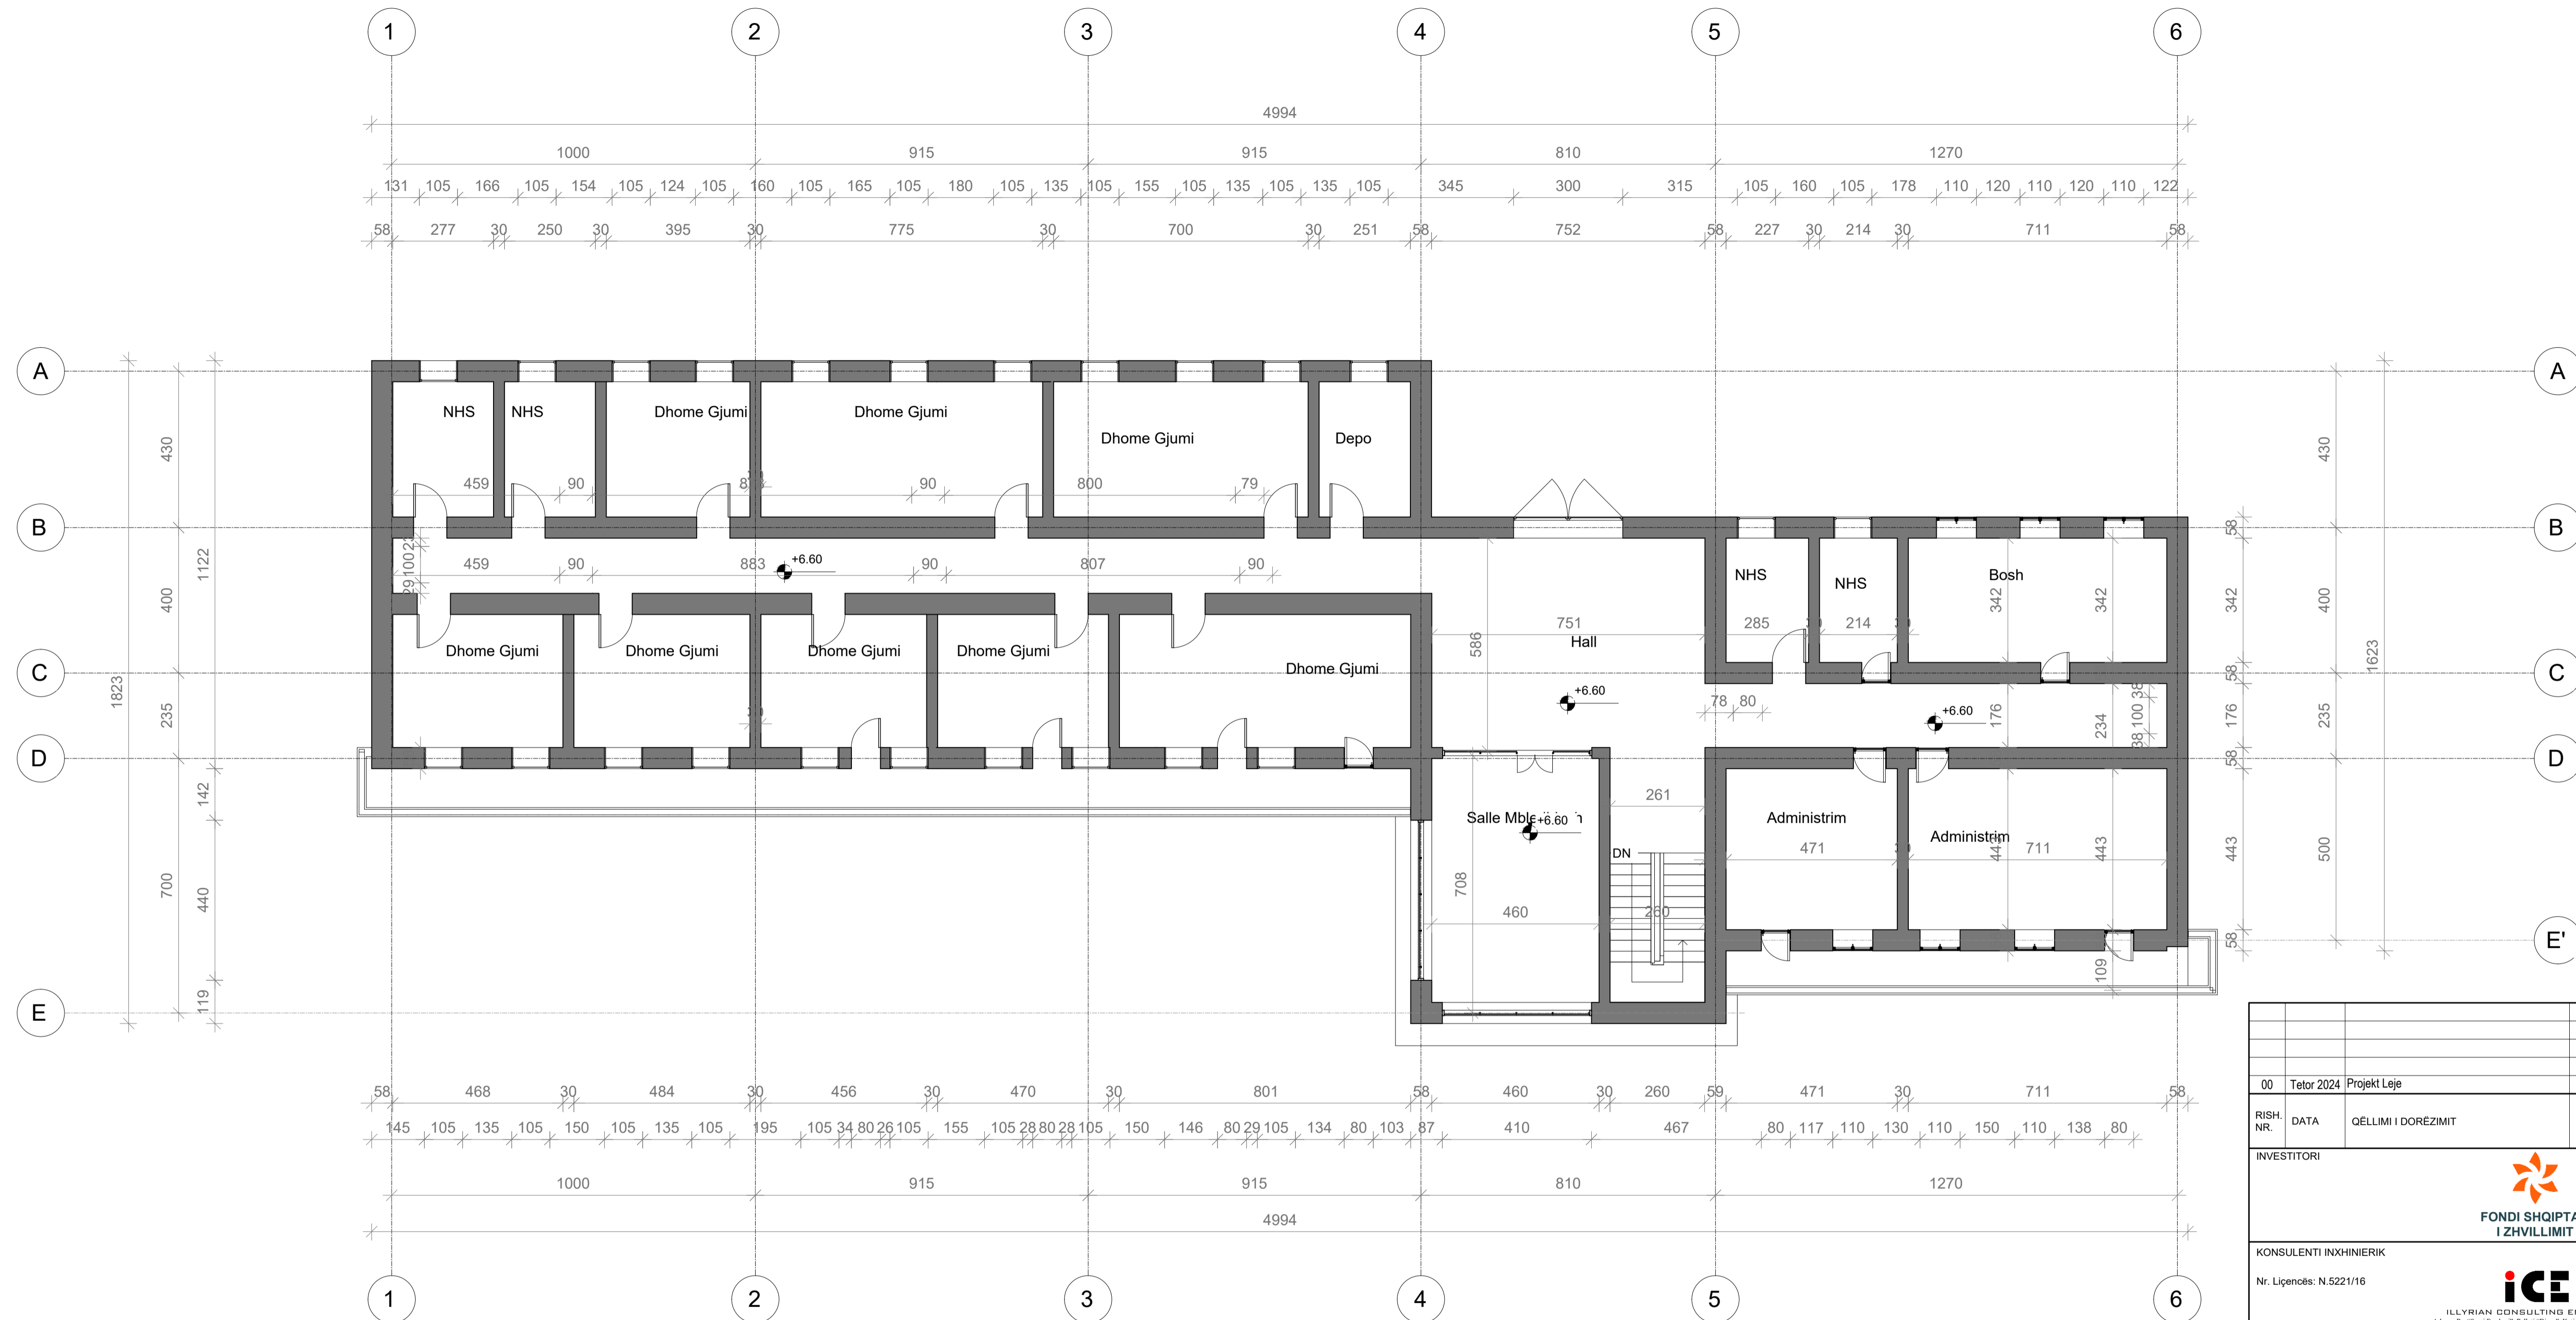 1 2 3 4 5 6
4994
1000 915 915 810 1270
131 105 166 105 154 105 124 105 160 105 165 105 180 105 135 105 155 105 135 105 135 105 345 300 315 105 160 105 178 110 120 110 120 110 122
58 277 30 250 30 395 30 775 30 700 30 251 58 752 58 227 30 214 30 711 58
A A
B B
C C
D D
E E'
1823
430 400 235 700
1122 142 440 119
NHS NHS Dhome Gjumi Dhome Gjumi Dhome Gjumi Depo
459 90 90 800 79
459 90 883 +6.60 90 807 90
Dhome Gjumi Dhome Gjumi Dhome Gjumi Dhome Gjumi Dhome Gjumi
586 751
Hall
+6.60
NHS NHS Bosh
342 342
285 214
78 80
+6.60
176 234 38 100 38
261
Salle
+6.60
DN
708
460 260
Administrim Administrim
471 711
443
109
58 342 58 176 58 443 58
430 400 235 500
1623
58 468 30 484 30 456 30 470 30 801 58 460 30 260 59 471 30 711 58
145 105 135 105 150 105 135 105 195 105 34 80 26 105 155 105 28 80 28 105 150 146 80 29 105 134 80 103 87 410 467 80 117 110 130 110 150 110 138 80
1000 915 915 810 1270
4994
1 2 3 4 5 6
00 Tetor 2024 Projekt Leje
RISH. NR. DATA QËLLIMI I DORËZIMIT
INVESTITORI
FONDI SHQIPTA
I ZHVILLIMIT
KONSULENTI INXHINIERIK
Nr. Liçencës: N.5221/16
iCE
ILLYRIAN CONSULTING